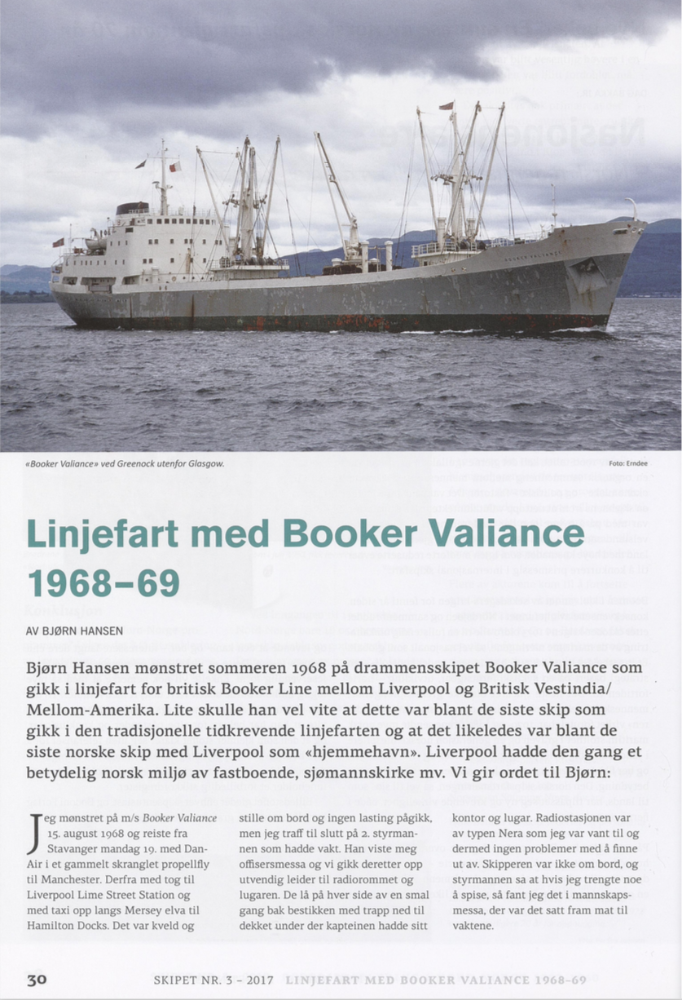 BOOKER VALIANCE
«Booker Valiance» ved Greenock utenfor Glasgow.
Foto: Erndee
Linjefart med Booker Valiance
1968–69
AV BJØRN HANSEN
Bjørn Hansen mønstret sommeren 1968 på drammensskipet Booker Valiance som
gikk i linjefart for britisk Booker Line mellom Liverpool og Britisk Vestindia/
Mellom-Amerika. Lite skulle han vel vite at dette var blant de siste skip som
gikk i den tradisjonelle tidkrevende linjefarten og at det likeledes var blant de
siste norske skip med Liverpool som «hjemmehavn». Liverpool hadde den gang et
betydelig norsk miljø av fastboende, sjømannskirke mv. Vi gir ordet til Bjørn:
Jeg mønstret på m/s Booker Valiance
15. august 1968 og reiste fra
Stavanger mandag 19. med Dan-
Air i et gammelt skranglet propellfly
til Manchester. Derfra med tog til
Liverpool Lime Street Station og
med taxi opp langs Mersey elva til
Hamilton Docks. Det var kveld og
stille om bord og ingen lasting pågikk,
men jeg traff til slutt på 2. styrman-
nen som hadde vakt. Han viste meg
offisersmessa og vi gikk deretter opp
utvendig leider til radiorommet og
lugaren. De lå på hver side av en smal
gang bak bestikken med trapp ned til
dekket under der kapteinen hadde sitt
kontor og lugar. Radiostasjonen var
av typen Nera som jeg var vant til og
dermed ingen problemer med å finne
ut av. Skipperen var ikke om bord, og
styrmannen sa at hvis jeg trengte noe
å spise, så fant jeg det i mannskaps-
messa, der var det satt fram mat til
vaktene.
30 SKIPET NR. 3 – 2017 LINJEFART MED BOOKER VALIANCE 1968–69